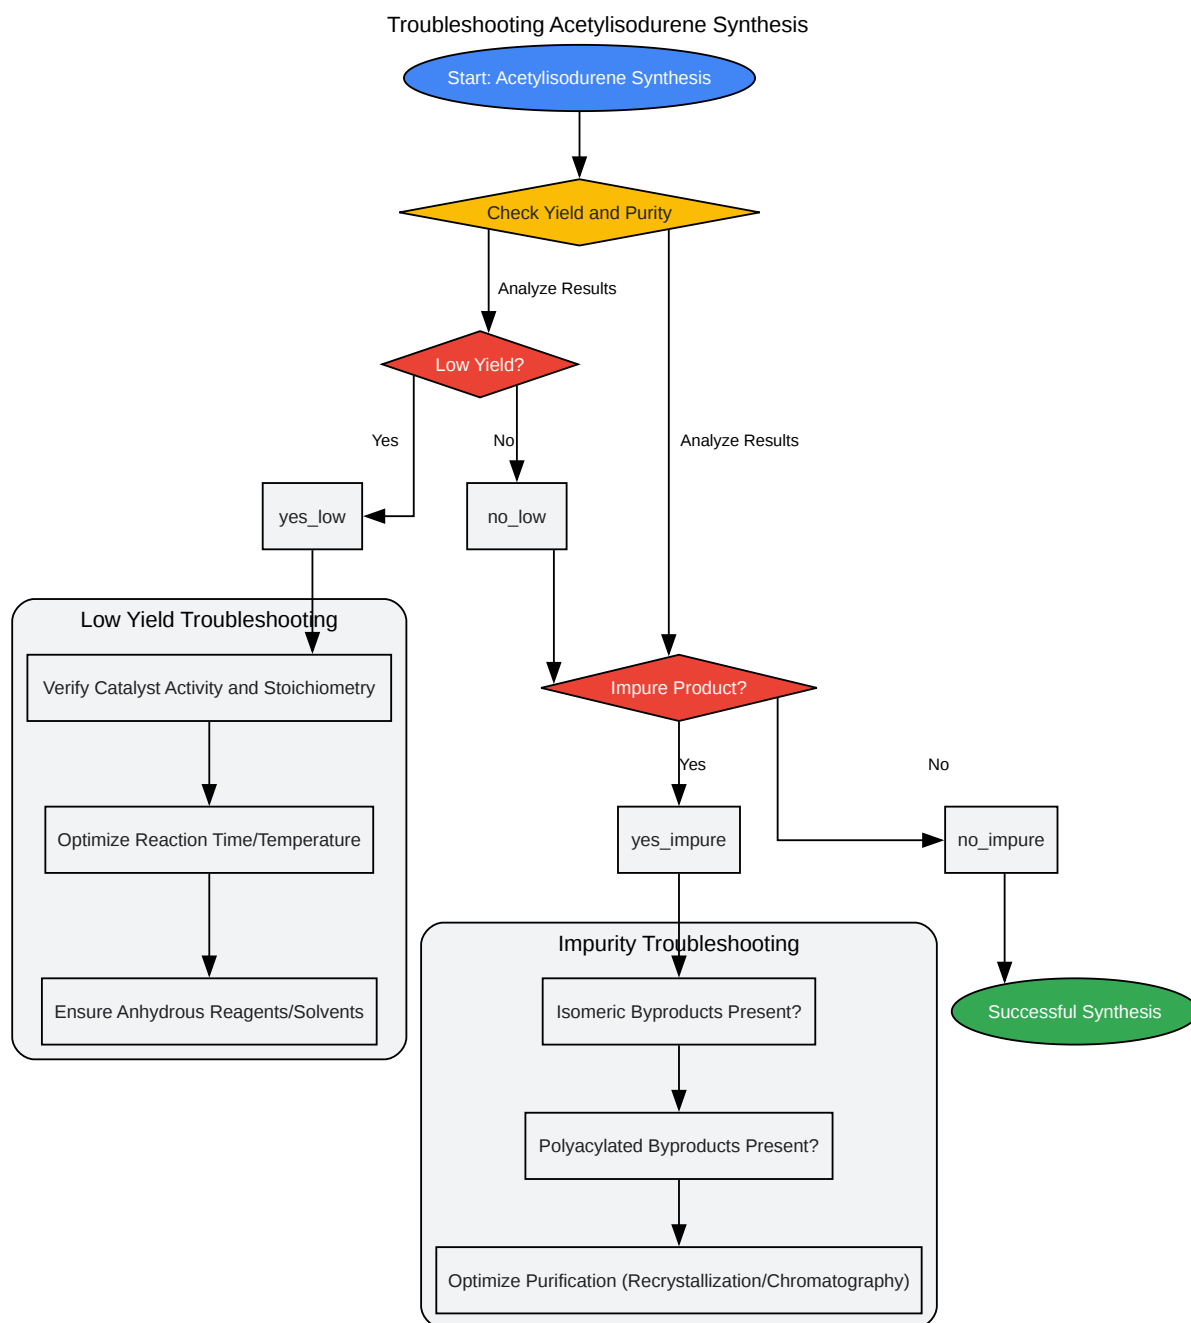 Troubleshooting Acetylisodurene Synthesis
Start: Acetylisodurene Synthesis
Check Yield and Purity
Analyze Results
Low Yield?
Yes
No
Analyze Results
yes_low
no_low
Low Yield Troubleshooting
Verify Catalyst Activity and Stoichiometry
Impure Product?
Yes
No
Optimize Reaction Time/Temperature
yes_impure
no_impure
Impurity Troubleshooting
Ensure Anhydrous Reagents/Solvents
Isomeric Byproducts Present?
Successful Synthesis
Polyacylated Byproducts Present?
Optimize Purification (Recrystallization/Chromatography)